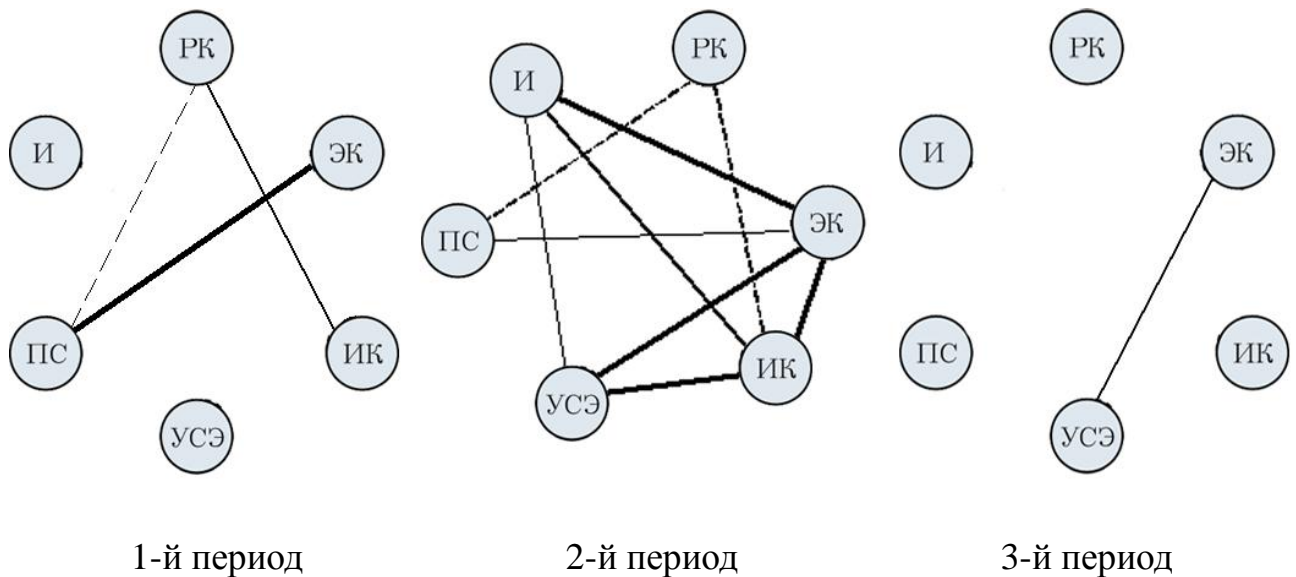 РК
И
ЭК
ПС
ИК
УСЭ
1-й период
И
РК
ПС
ЭК
ИК
УСЭ
2-й период
РК
И
ЭК
ПС
ИК
УСЭ
3-й период